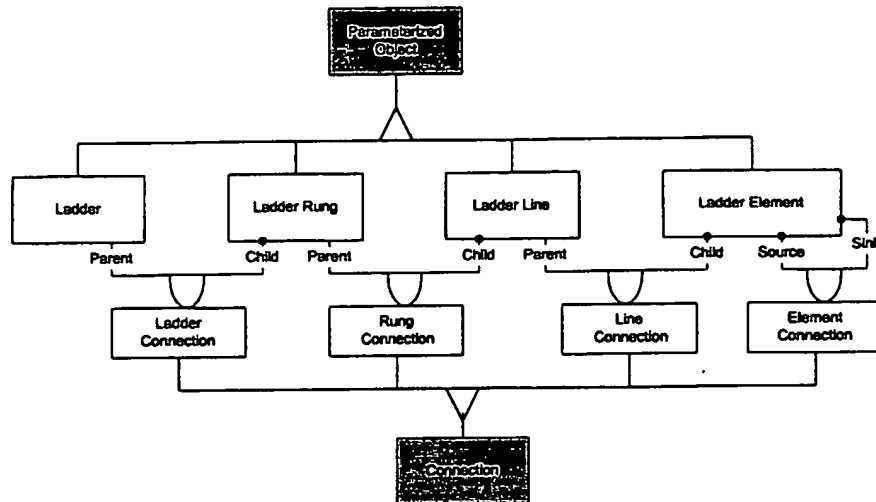 Parameterized
Object
Ladder
Ladder Rung
Ladder Line
Ladder Element
Parent
Child
Parent
Child
Parent
Child
Source
Sink
Ladder
Connection
Rung
Connection
Line
Connection
Element
Connection
Connection